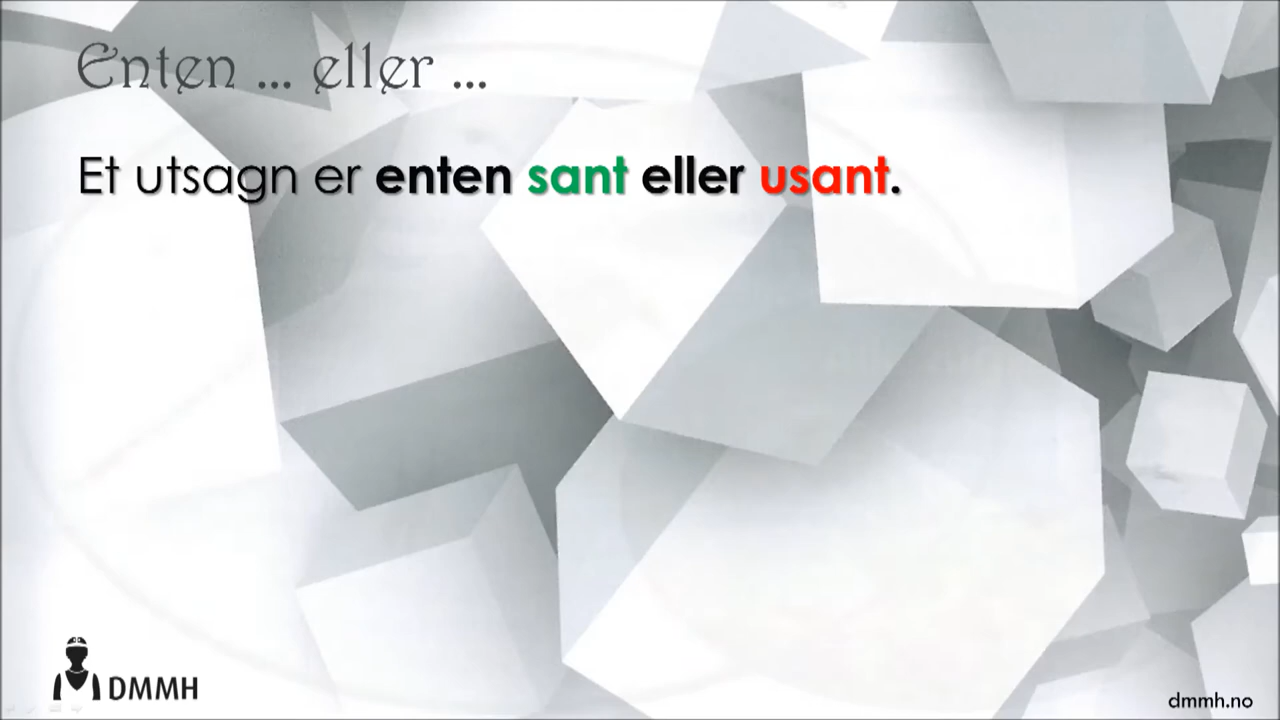 Enten ... eller ...
Et utsagn er enten sant eller usant.
DMMH
dmmh.no